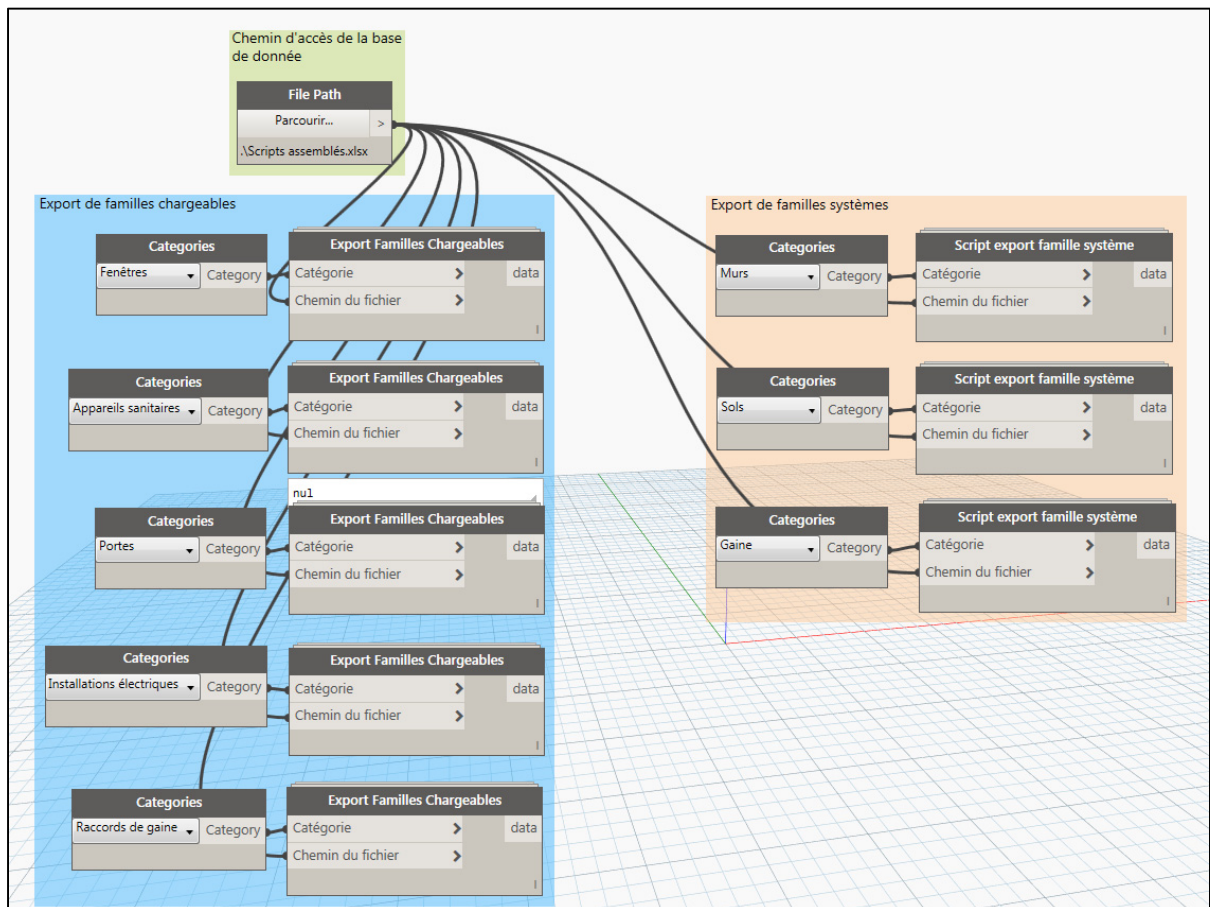 Chemin d'accès de la base
de donnée
File Path
Parcourir... >
.\Scripts assemblés.xlsx
Export de familles chargeables
Categories
Fenêtres Category
Export Familles Chargeables
Catégorie > data
Chemin du fichier >
Categories
Appareils sanitaires Category
Export Familles Chargeables
Catégorie > data
Chemin du fichier >
nul
Categories
Portes Category
Export Familles Chargeables
Catégorie > data
Chemin du fichier >
Categories
Installations électriques Category
Export Familles Chargeables
Catégorie > data
Chemin du fichier >
Categories
Raccords de gaine Category
Export Familles Chargeables
Catégorie > data
Chemin du fichier >
Export de familles systèmes
Categories
Murs Category
Script export famille système
Catégorie > data
Chemin du fichier >
Categories
Sols Category
Script export famille système
Catégorie > data
Chemin du fichier >
Categories
Gaine Category
Script export famille système
Catégorie > data
Chemin du fichier >